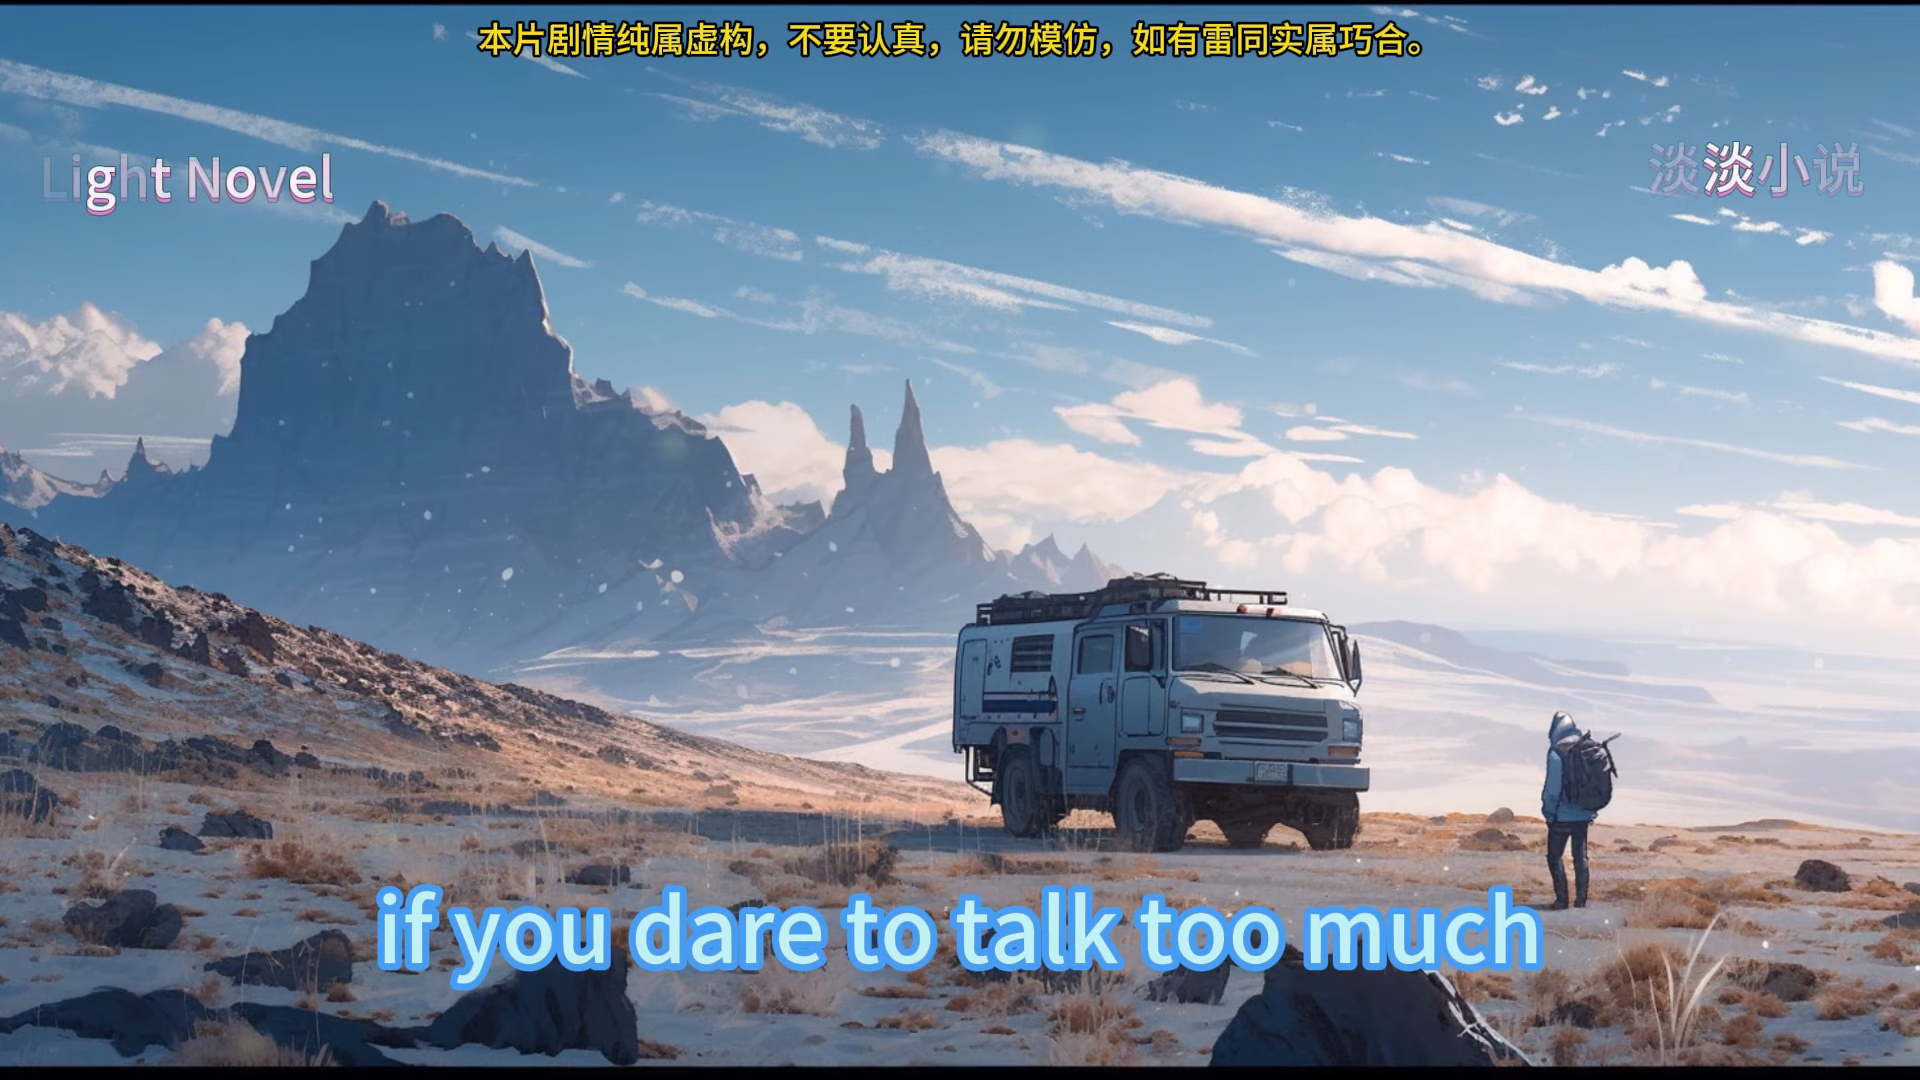 本片剧情纯属虚构，不要认真，请勿模仿，如有雷同实属巧合。
Light Novel
淡淡小说
if you dare to talk too much